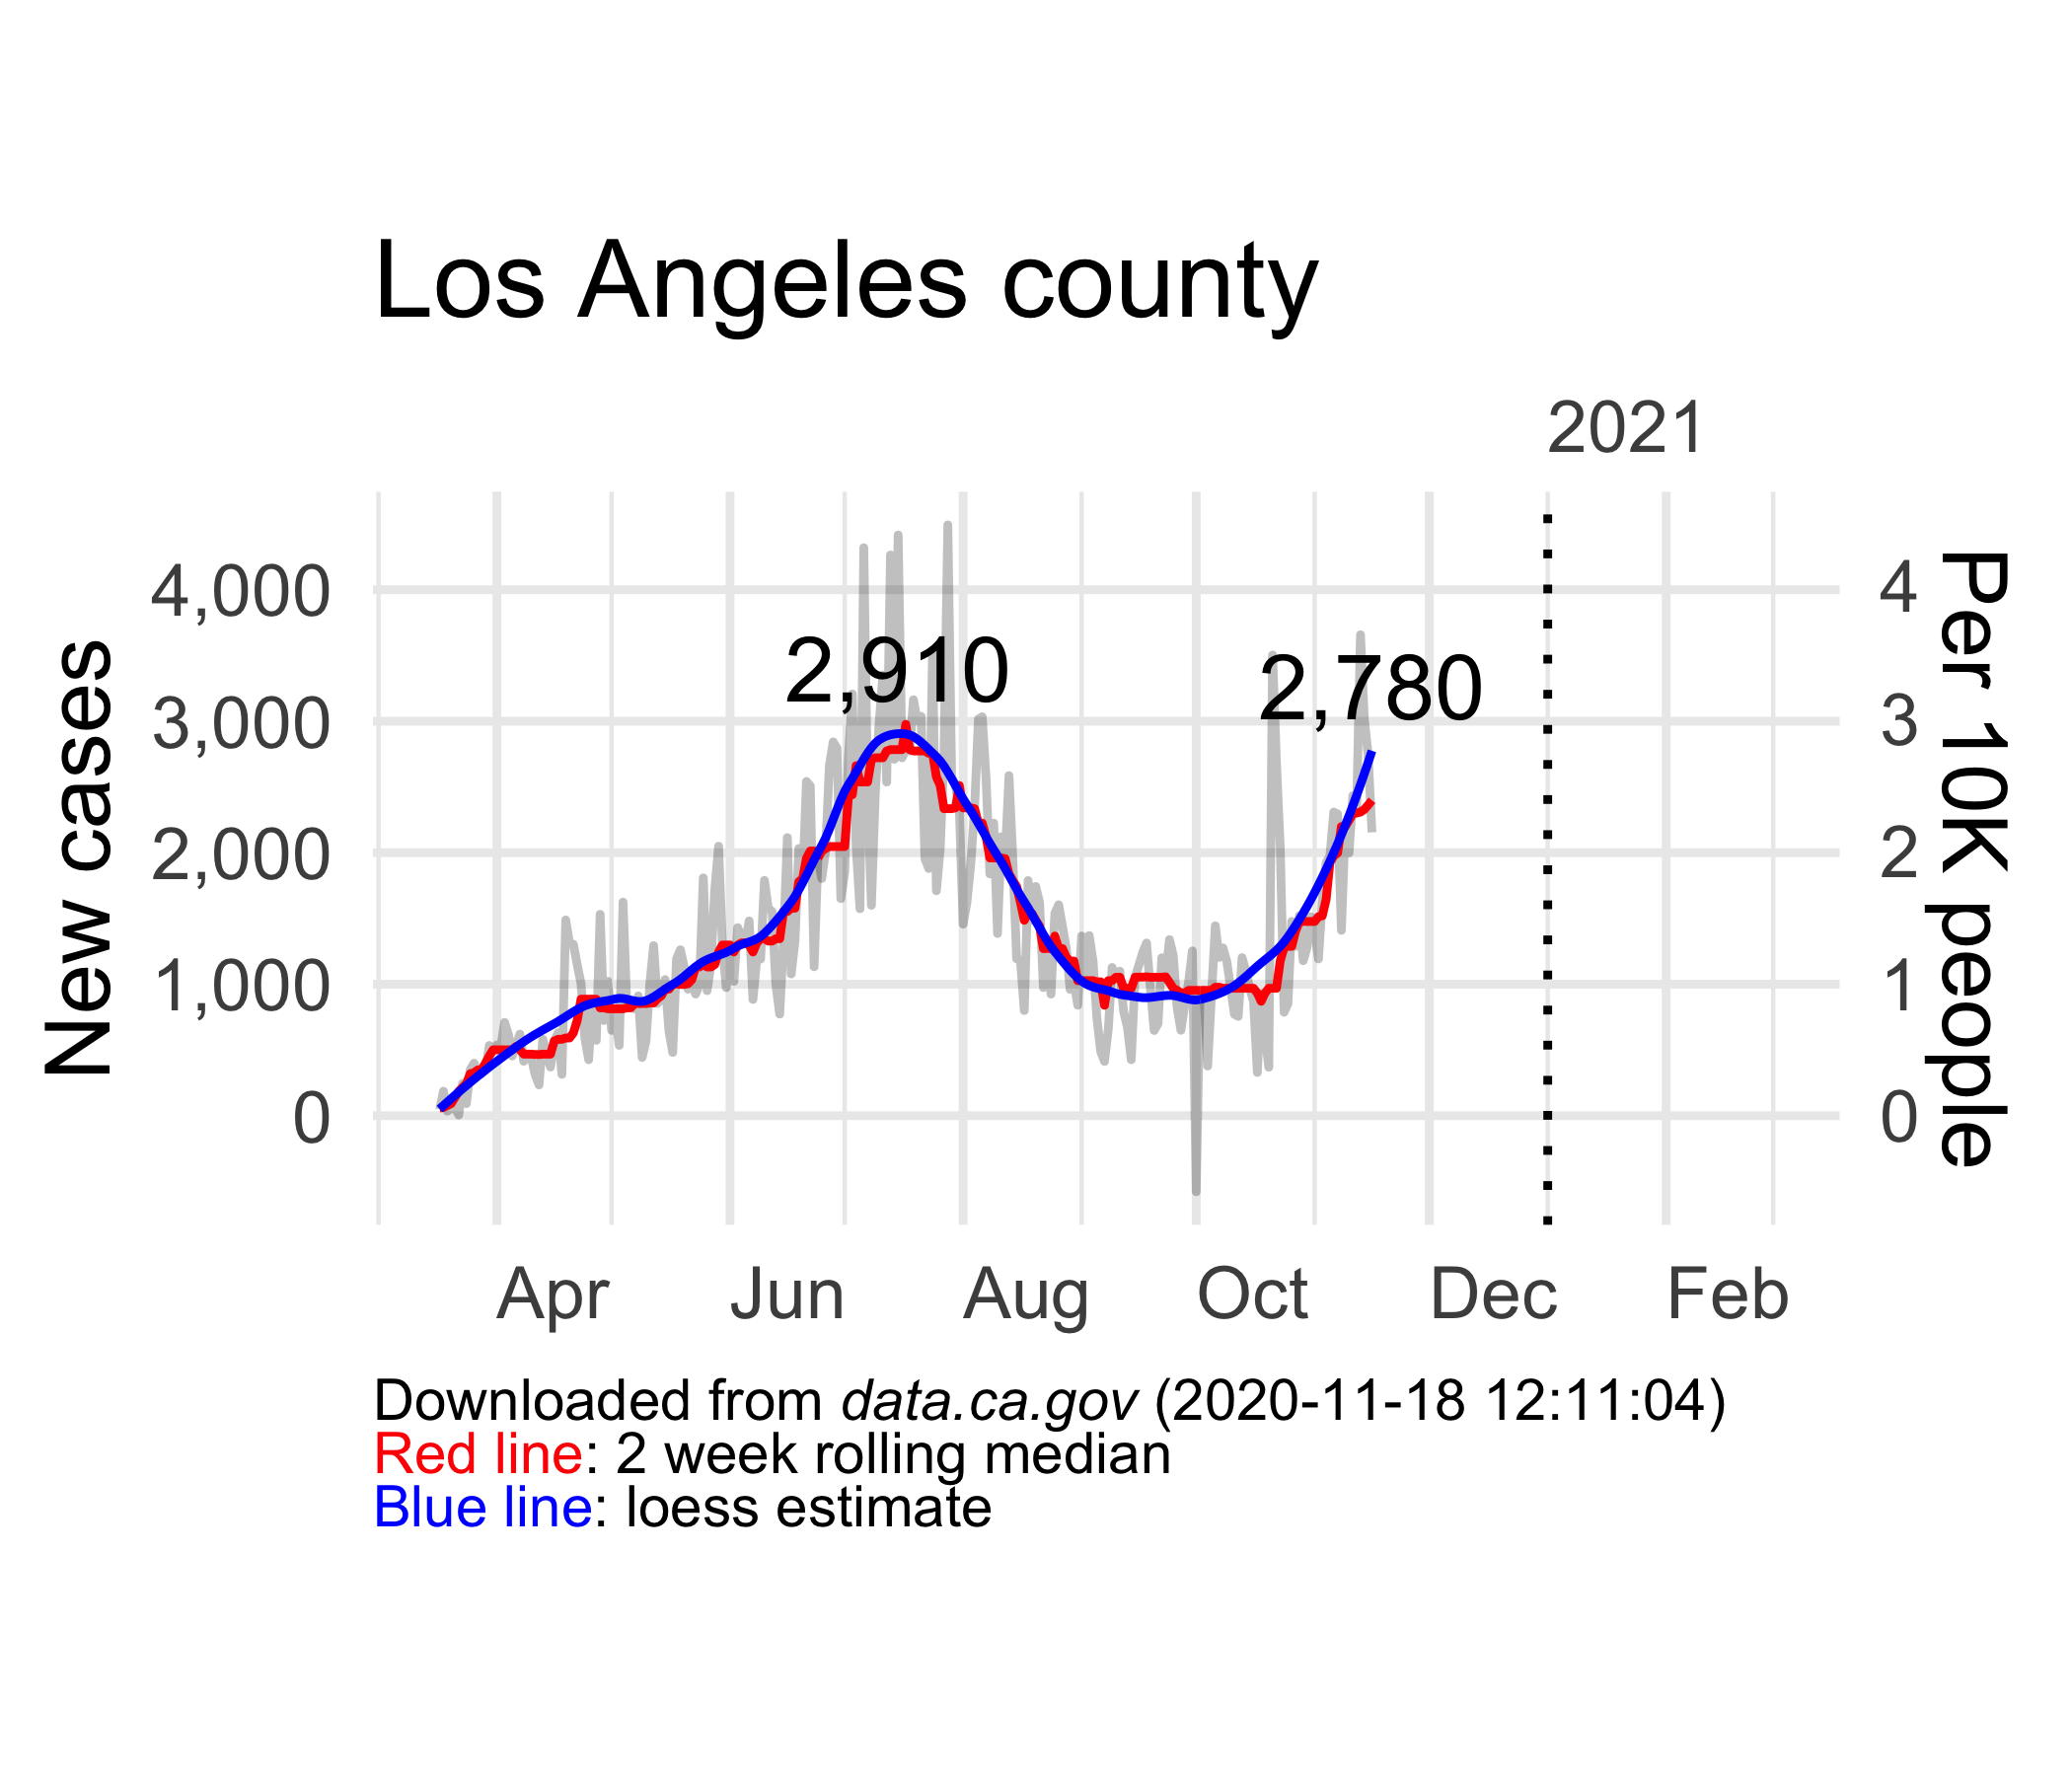 Los Angeles county
2021
4,000
3,000
2,000
1,000
0
New cases
2,910
2,780
4
3
2
1
0
Per 10K people
Apr Jun Aug Oct Dec Feb
Downloaded from data.ca.gov (2020-11-18 12:11:04)
Red line: 2 week rolling median
Blue line: loess estimate